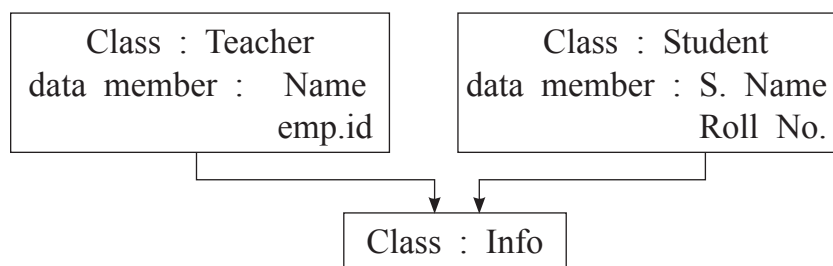 Class : Teacher
data member : Name
emp.id
Class : Student
data member : S. Name
Roll No.
Class : Info